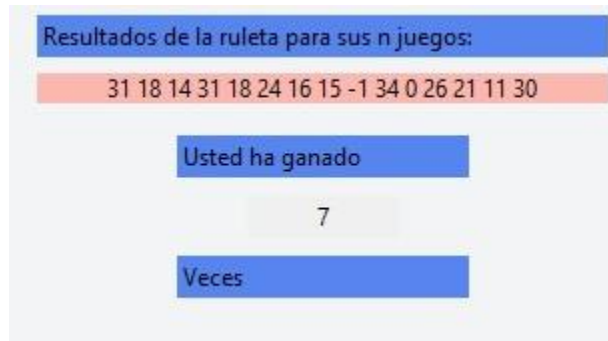 Resultados de la ruleta para sus n juegos:
31 18 14 31 18 24 16 15 -1 34 0 26 21 11 30
Usted ha ganado
7
Veces